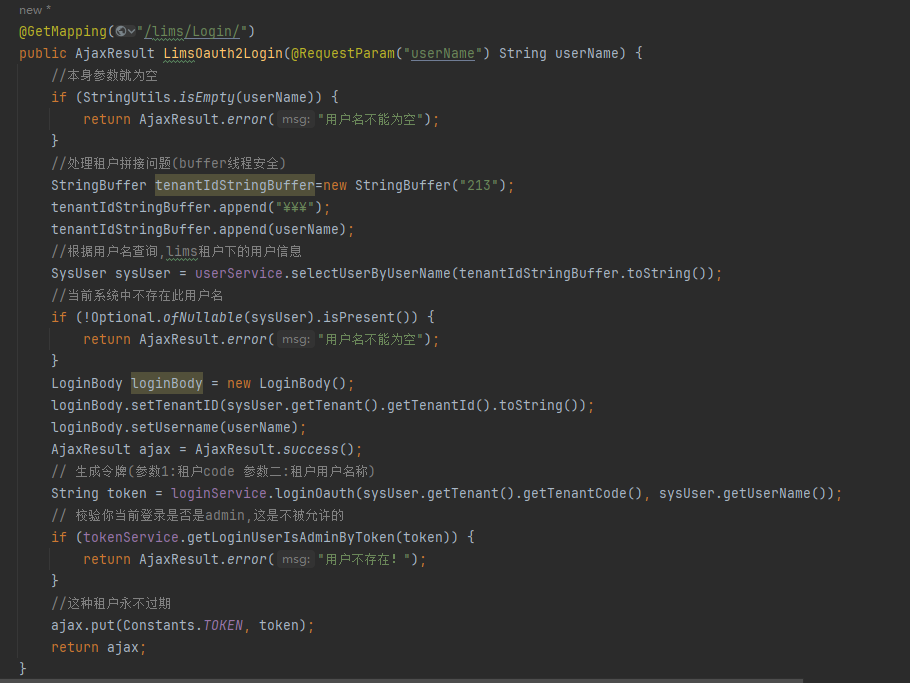 new *
@GetMapping("/lims/Login/")
public AjaxResult LimsOauth2Login(@RequestParam("userName") String userName) {
//本身参数就为空
if (StringUtils.isEmpty(userName)) {
return AjaxResult.error( msg: "用户名不能为空");
}
//处理租户拼接问题(buffer线程安全)
StringBuffer tenantIdStringBuffer=new StringBuffer("213");
tenantIdStringBuffer.append("¥¥¥");
tenantIdStringBuffer.append(userName);
//根据用户名查询,lims租户下的用户信息
SysUser sysUser = userService.selectUserByUserName(tenantIdStringBuffer.toString());
//当前系统中不存在此用户名
if (!Optional.ofNullable(sysUser).isPresent()) {
return AjaxResult.error( msg: "用户名不能为空");
}
LoginBody loginBody = new LoginBody();
loginBody.setTenantID(sysUser.getTenant().getTenantId().toString());
loginBody.setUsername(userName);
AjaxResult ajax = AjaxResult.success();
// 生成令牌(参数1:租户code 参数二:租户用户名称)
String token = loginService.loginOauth(sysUser.getTenant().getTenantCode(), sysUser.getUserName());
// 校验你当前登录是否是admin,这是不被允许的
if (tokenService.getLoginUserIsAdminByToken(token)) {
return AjaxResult.error( msg: "用户不存在! ");
}
//这种租户永不过期
ajax.put(Constants.TOKEN, token);
return ajax;
}